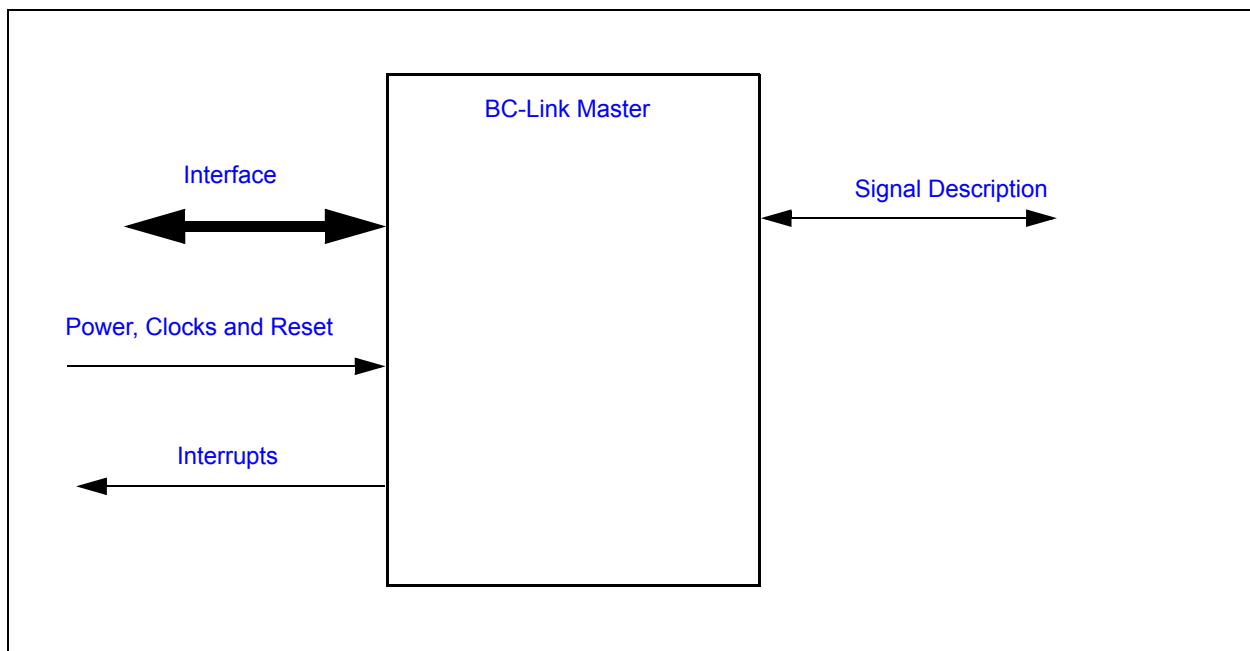 BC-Link Master
Interface
Signal Description
Power, Clocks and Reset
Interrupts